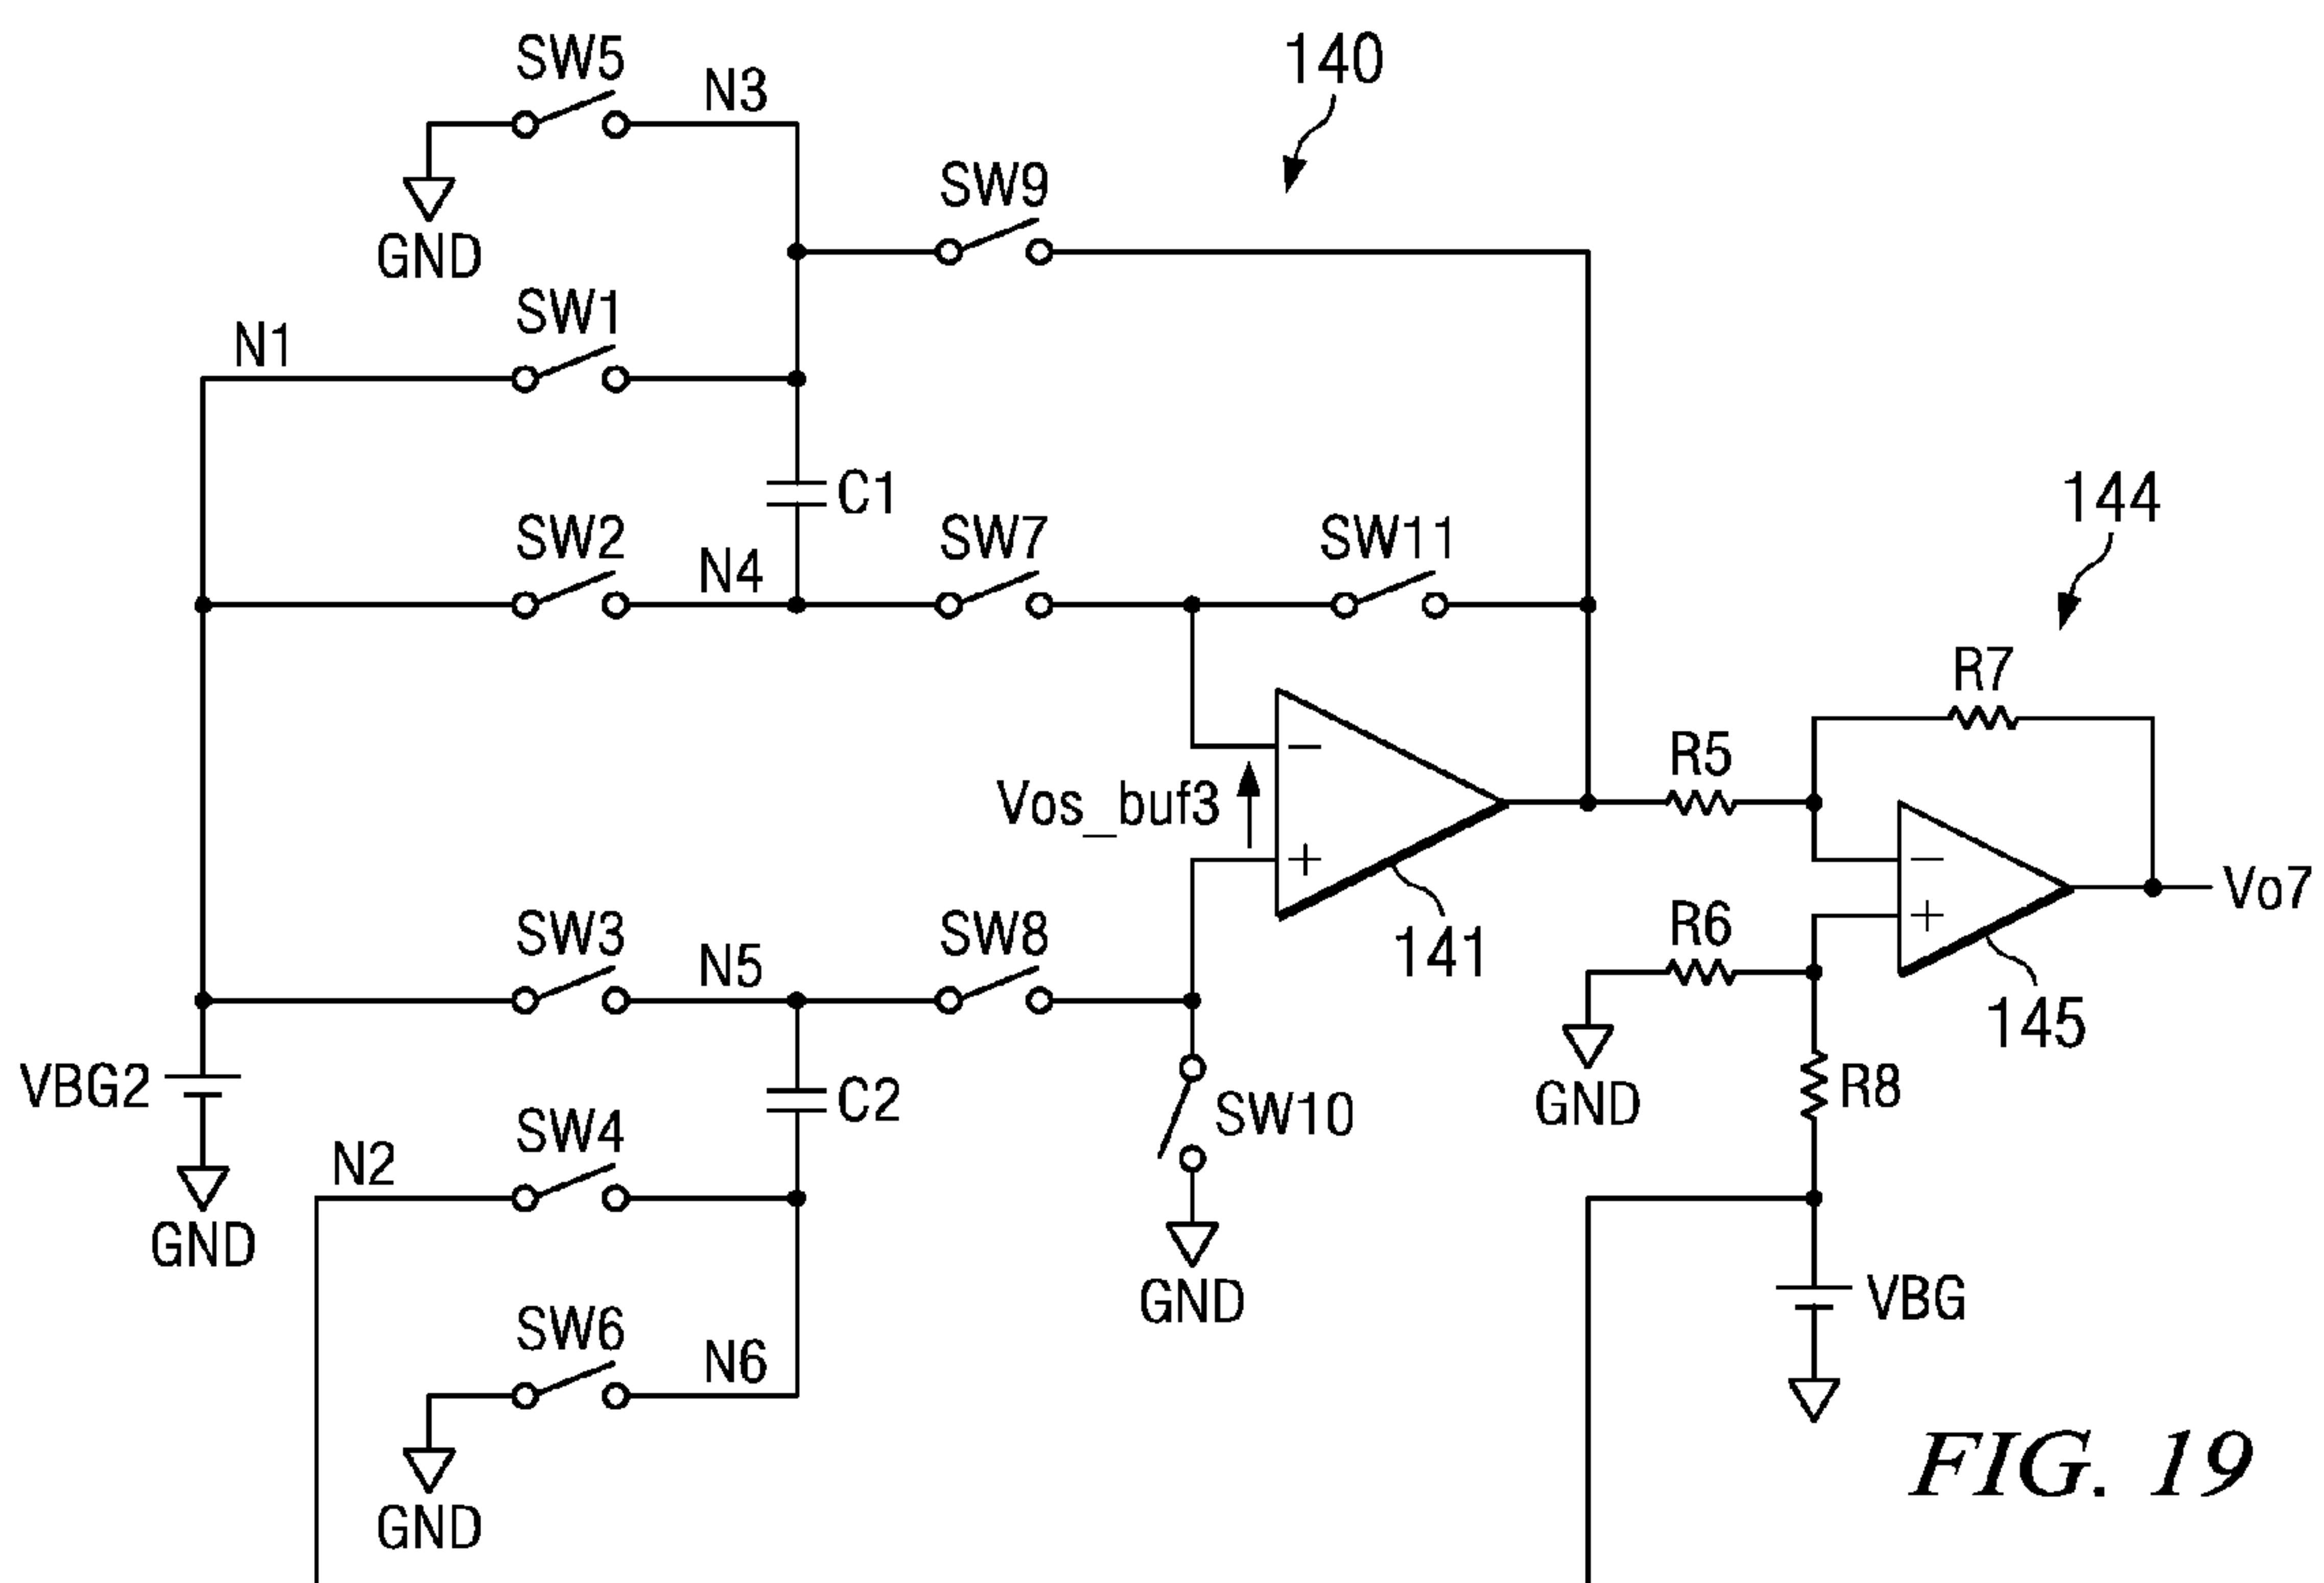 SW5
N3
140
GND
SW9
SW1
N1
C1
144
SW2
N4
SW7
SW11
R7
R5
Vos_buf3
−
+
141
−
+
Vo7
SW3
N5
SW8
R6
145
VBG2
C2
GND
R8
SW4
SW10
N2
GND
GND
VBG
SW6
N6
GND
FIG. 19